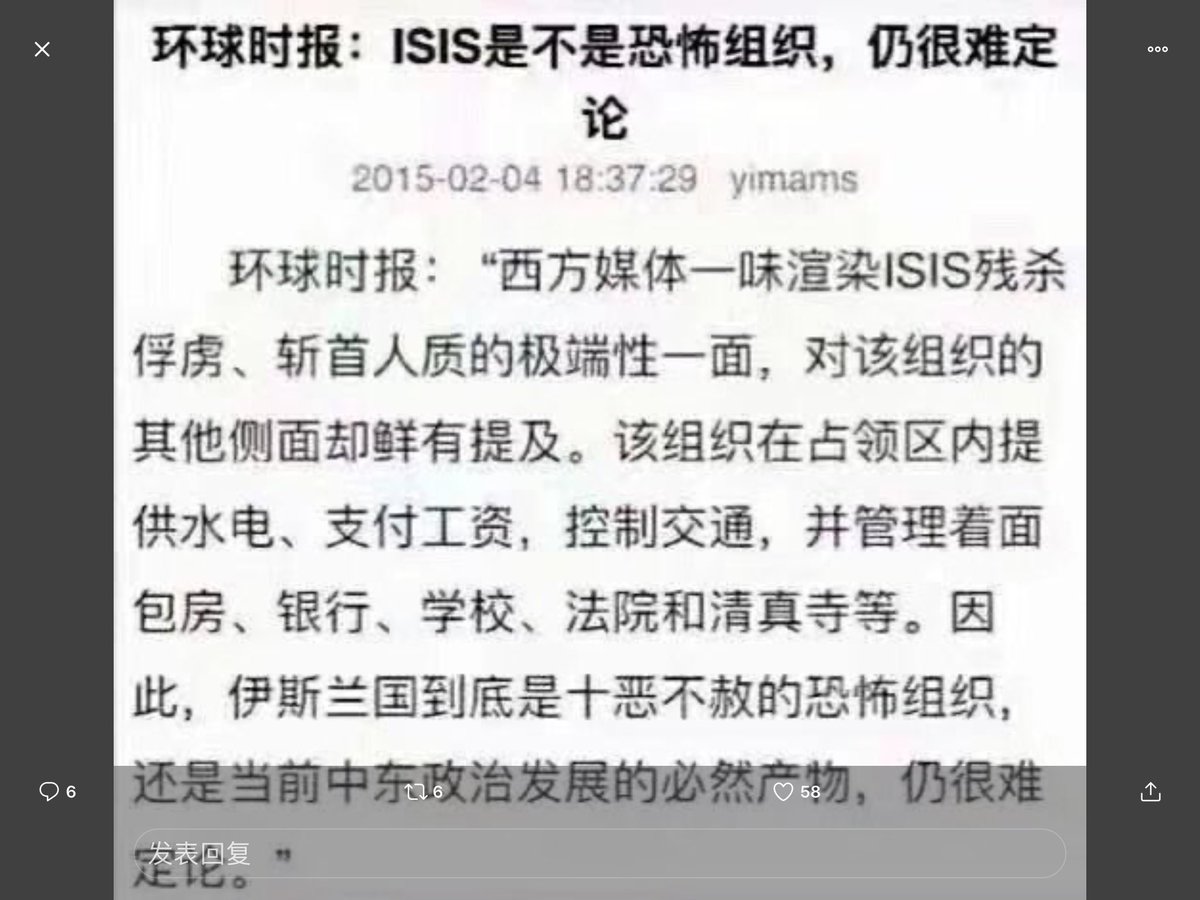 环球时报：ISIS是不是恐怖组织，仍很难定
论
2015-02-04 18:37:29 yimams
环球时报：“西方媒体一味渲染ISIS残杀
俘虏、斩首人质的极端性一面，对该组织的
其他侧面却鲜有提及。该组织在占领区内提
供水电、支付工资，控制交通，并管理着面
包房、银行、学校、法院和清真寺等。因
此，伊斯兰国到底是十恶不赦的恐怖组织，
还是当前中东政治发展的必然产物，仍很难
6 6 58
定论。”
发表回复